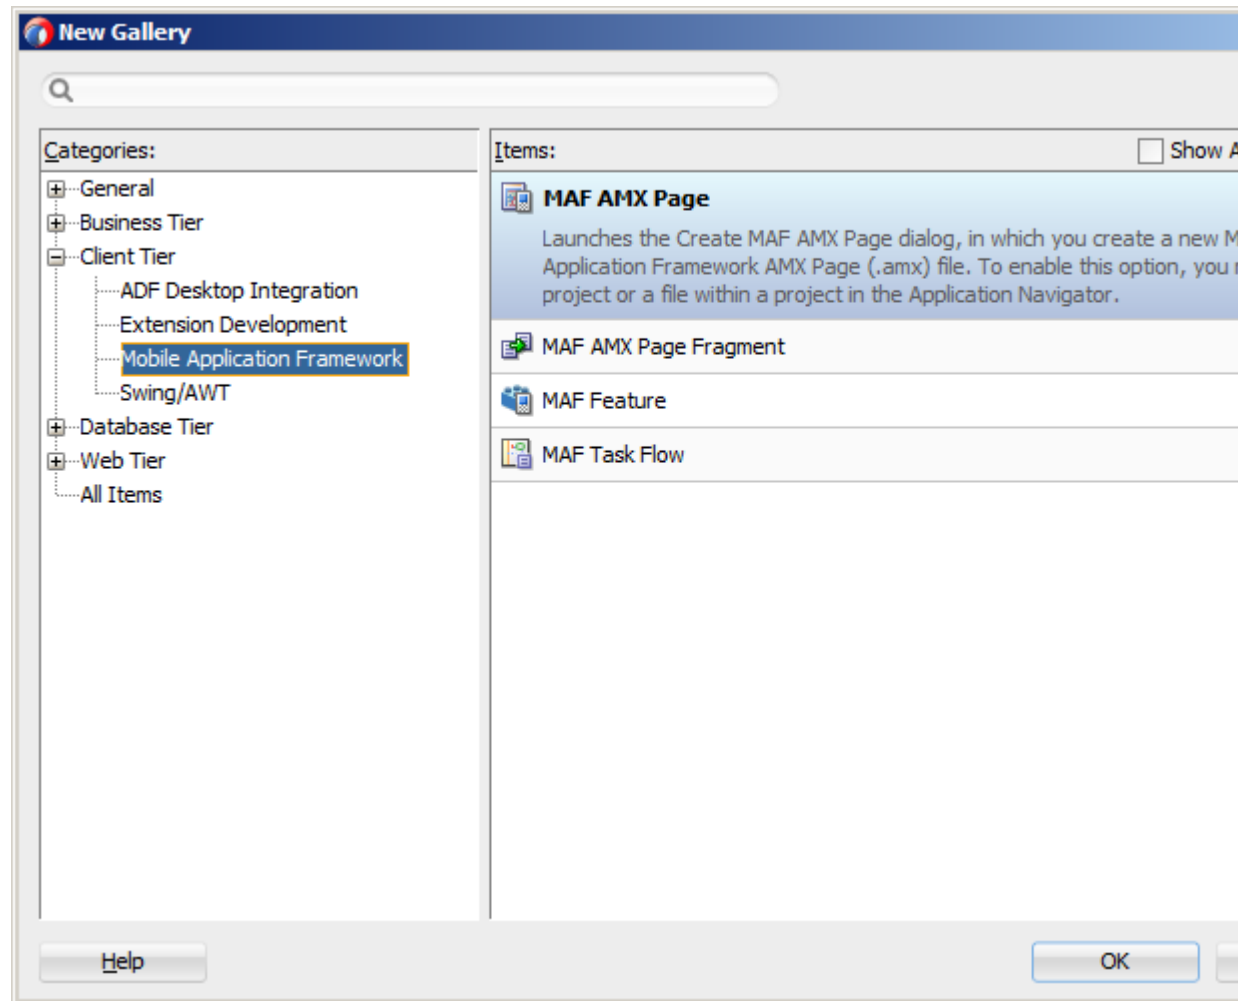 New Gallery
Categories:
General
Business Tier
Client Tier
ADF Desktop Integration
Extension Development
Mobile Application Framework
Swing/AWT
Database Tier
Web Tier
All Items
Items:
Show
MAF AMX Page
Launches the Create MAF AMX Page dialog, in which you create a new
Application Framework AMX Page (.amx) file. To enable this option, you
project or a file within a project in the Application Navigator.
MAF AMX Page Fragment
MAF Feature
MAF Task Flow
Help
OK